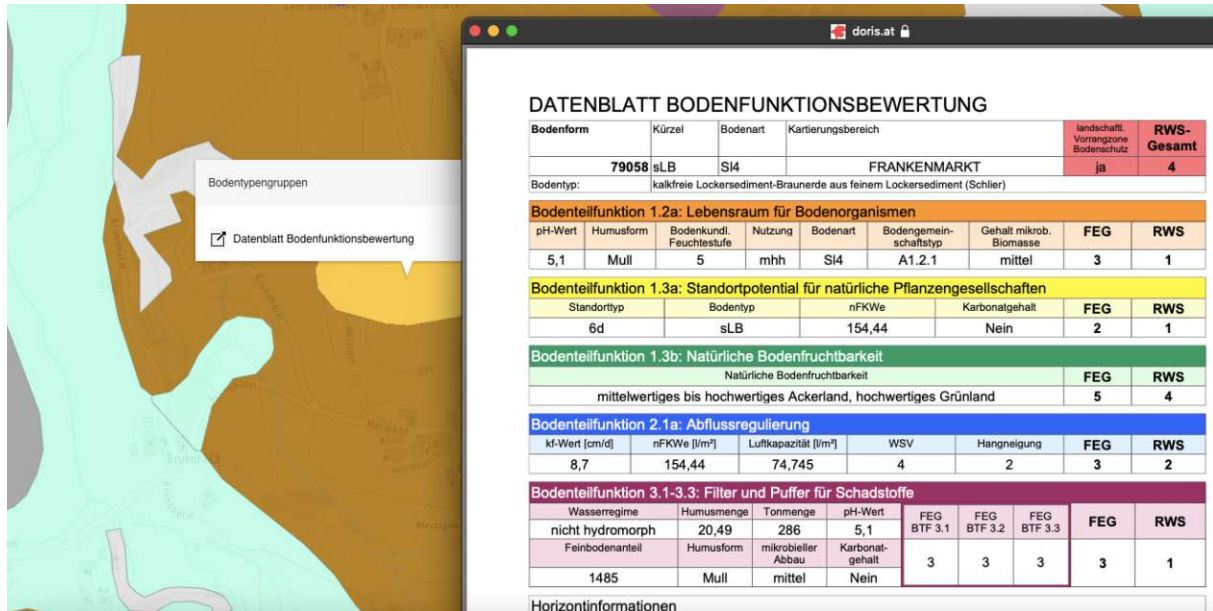 doris.at
Bodentypengruppen
Datenblatt Bodenfunktionsbewertung
DATENBLATT BODENFUNKTIONSBEWERTUNG
Bodenform Kürzel Bodenart Kartierungsbereich landschaftl. Vorrangzone Bodenschutz RWS-Gesamt
79058 sLB Sl4 FRANKENMARKT ja 4
Bodentyp: kalkfreie Lockersediment-Braunerde aus feinem Lockersediment (Schlier)
Bodenteilfunktion 1.2a: Lebensraum für Bodenorganismen
pH-Wert Humusform Bodenkundl. Feuchtestufe Nutzung Bodenart Bodengemein-schaftstyp Gehalt mikrob. Biomasse FEG RWS
5,1 Mull 5 mhh Sl4 A1.2.1 mittel 3 1
Bodenteilfunktion 1.3a: Standortpotential für natürliche Pflanzengesellschaften
Standorttyp Bodentyp nFKWe Karbonatgehalt FEG RWS
6d sLB 154,44 Nein 2 1
Bodenteilfunktion 1.3b: Natürliche Bodenfruchtbarkeit
Natürliche Bodenfruchtbarkeit FEG RWS
mittelwertiges bis hochwertiges Ackerland, hochwertiges Grünland 5 4
Bodenteilfunktion 2.1a: Abflussregulierung
kf-Wert [cm/d] nFKWe [l/m²] Luftkapazität [l/m²] WSV Hangneigung FEG RWS
8,7 154,44 74,745 4 2 3 2
Bodenteilfunktion 3.1-3.3: Filter und Puffer für Schadstoffe
Wasserregime Humusmenge Tonmenge pH-Wert FEG BTF 3.1 FEG BTF 3.2 FEG BTF 3.3 FEG RWS
nicht hydromorph 20,49 286 5,1
Feinbodenanteil Humusform mikrobieller Abbau Karbonat-gehalt 3 3 3 3 1
1485 Mull mittel Nein
Horizontinformationen